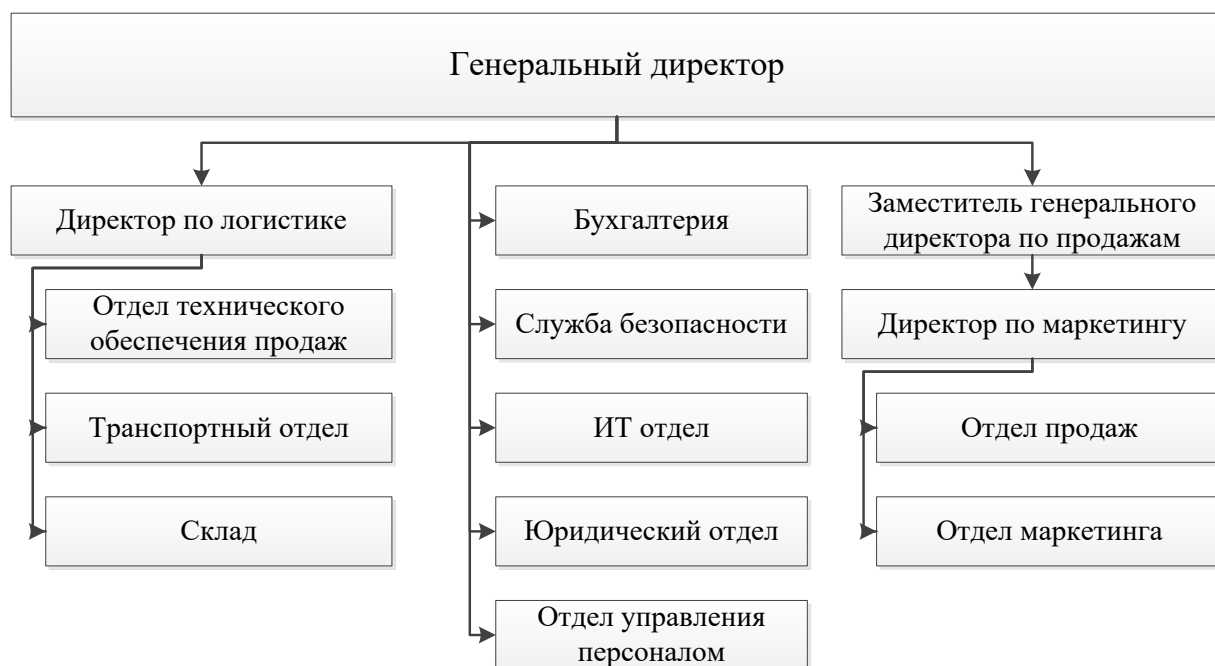 Генеральный директор
Директор по логистике
Отдел технического
обеспечения продаж
Транспортный отдел
Склад
Бухгалтерия
Служба безопасности
ИТ отдел
Юридический отдел
Отдел управления
персоналом
Заместитель генерального
директора по продажам
Директор по маркетингу
Отдел продаж
Отдел маркетинга